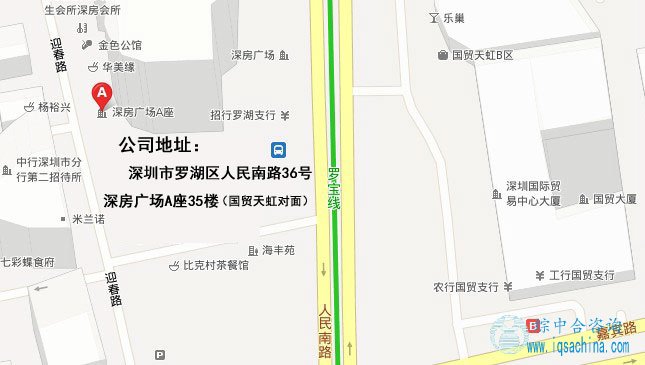 生会所深房会所
乐巢
迎春路
金色公馆
深房广场
国贸天虹B区
华美缘
A
杨裕兴
深房广场A座
招行罗湖支行
公司地址：
中行深圳市分
行第二招待所
深圳市罗湖区人民南路36号
罗宝线
深房广场A座35楼（国贸天虹对面）
深圳国际贸
易中心大厦
国贸大厦
米兰诺
海丰苑
七彩蝶食府
比克村茶餐馆
迎春路
工行国贸支行
农行国贸支行
人民南路
B
综中合咨询
嘉宾路
www.iqsachina.com
P